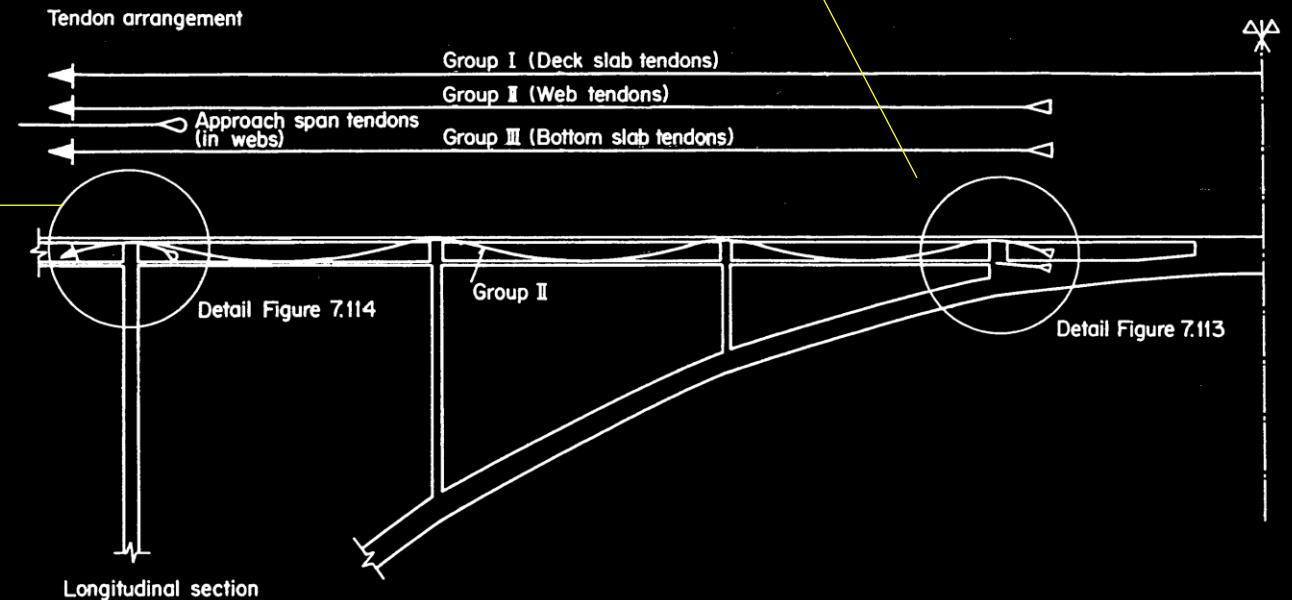 Tendon arrangement
Group I (Deck slab tendons)
Group II (Web tendons)
Approach span tendons
(in webs)
Group III (Bottom slab tendons)
Group II
Detail Figure 7.114
Detail Figure 7.113
Longitudinal section